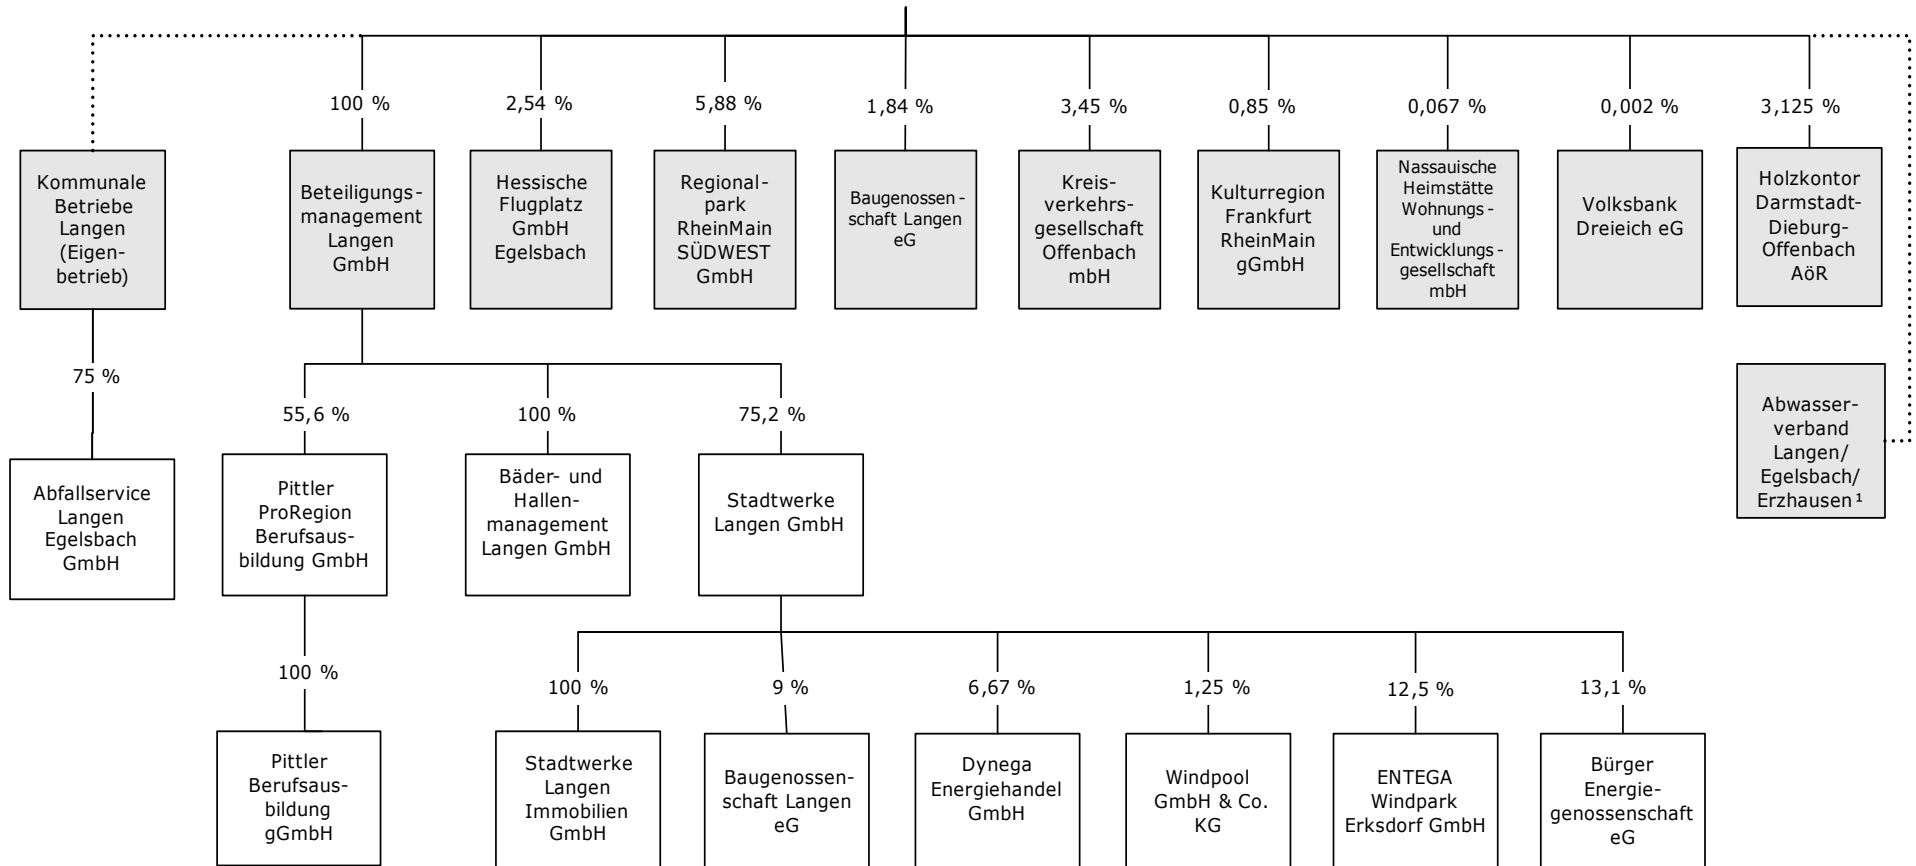 100 %
2,54 %
5,88 %
1,84 %
3,45 %
0,85 %
0,067 %
0,002 %
3,125 %
Kommunale
Betriebe
Langen
(Eigen-
betrieb)
Beteiligungs-
management
Langen
GmbH
Hessische
Flugplatz
GmbH
Egelsbach
Regional-
park
RheinMain
SÜDWEST
GmbH
Baugenossen-
schaft Langen
eG
Kreis-
verkehrs-
gesellschaft
Offenbach
mbH
Kulturregion
Frankfurt
RheinMain
gGmbH
Nassauische
Heimstätte
Wohnungs-
und
Entwicklungs-
gesellschaft
mbH
Volksbank
Dreieich eG
Holzkontor
Darmstadt-
Dieburg-
Offenbach
AöR
75 %
55,6 %
100 %
75,2 %
Abwasser-
verband
Langen/
Egelsbach/
Erzhausen¹
Abfallservice
Langen
Egelsbach
GmbH
Pittler
ProRegion
Berufsaus-
bildung GmbH
Bäder- und
Hallen-
management
Langen GmbH
Stadtwerke
Langen GmbH
100 %
100 %
9 %
6,67 %
1,25 %
12,5 %
13,1 %
Pittler
Berufsaus-
bildung
gGmbH
Stadtwerke
Langen
Immobilien
GmbH
Baugenossen-
schaft Langen
eG
Dynega
Energiehandel
GmbH
Windpool
GmbH & Co.
KG
ENTEGA
Windpark
Erksdorf GmbH
Bürger
Energie-
genossenschaft
eG